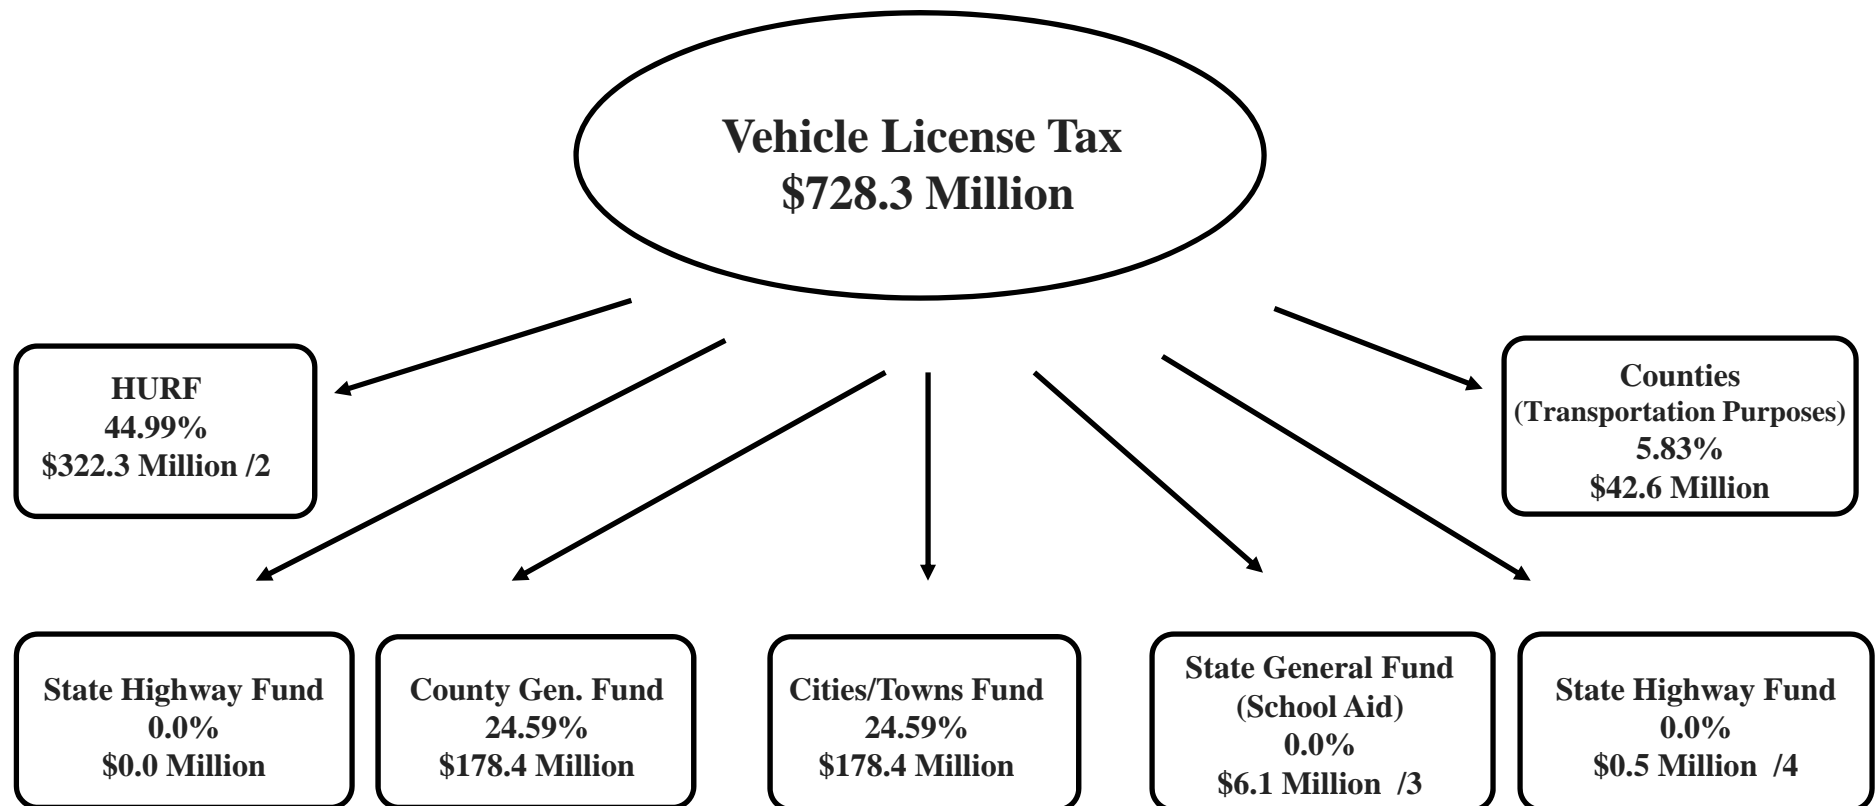 Vehicle License Tax
$728.3 Million
HURF
44.99%
$322.3 Million /2
Counties
(Transportation Purposes)
5.83%
$42.6 Million
State Highway Fund
0.0%
$0.0 Million
County Gen. Fund
24.59%
$178.4 Million
Cities/Towns Fund
24.59%
$178.4 Million
State General Fund
(School Aid)
0.0%
$6.1 Million /3
State Highway Fund
0.0%
$0.5 Million /4